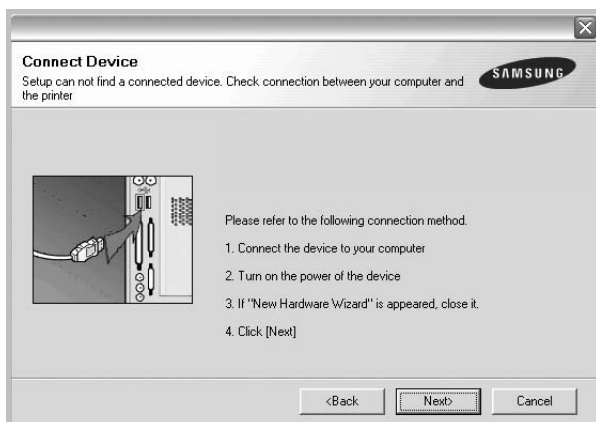 Connect Device
Setup can not find a connected device. Check connection between your computer and
the printer
SAMSUNG
Please refer to the following connection method.
1. Connect the device to your computer
2. Turn on the power of the device
3. If "New Hardware Wizard" is appeared, close it.
4. Click [Next]
<Back
Next>
Cancel